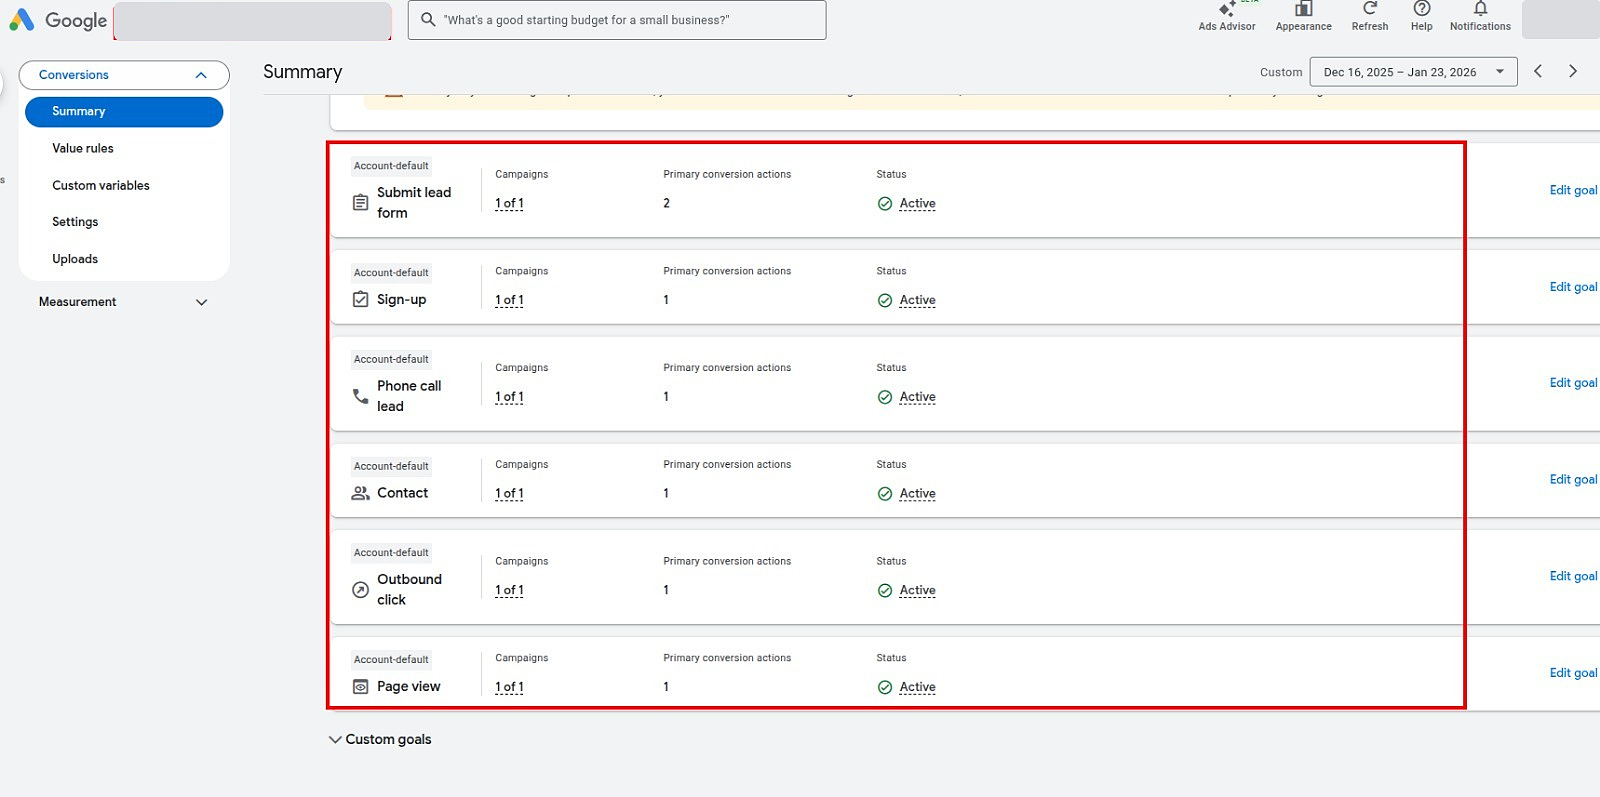 Google
"What's a good starting budget for a small business?"
BETA
Ads Advisor
Appearance
Refresh
Help
Notifications
Conversions
Summary
Value rules
Custom variables
Settings
Uploads
Measurement
s
Summary
Custom
Dec 16, 2025 – Jan 23, 2026
Account-default
Submit lead
form
Campaigns
1 of 1
Primary conversion actions
2
Status
Active
Edit goal
Account-default
Sign-up
Campaigns
1 of 1
Primary conversion actions
1
Status
Active
Edit goal
Account-default
Phone call
lead
Campaigns
1 of 1
Primary conversion actions
1
Status
Active
Edit goal
Account-default
Contact
Campaigns
1 of 1
Primary conversion actions
1
Status
Active
Edit goal
Account-default
Outbound
click
Campaigns
1 of 1
Primary conversion actions
1
Status
Active
Edit goal
Account-default
Page view
Campaigns
1 of 1
Primary conversion actions
1
Status
Active
Edit goal
Custom goals